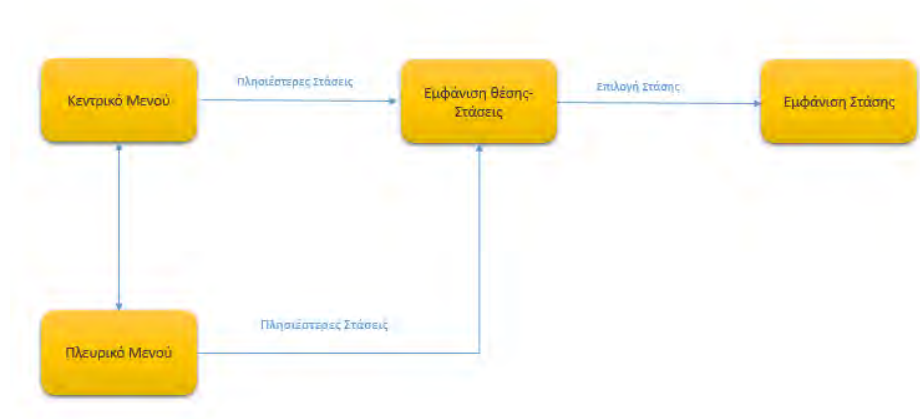 Κεντρικό Μενού
Πλησιέστερες Στάσεις
Εμφάνιση θέσης-
Στάσεις
Επιλογή Στάσης
Εμφάνιση Στάσης
Πλευρικό Μενού
Πλησιέστερες Στάσεις